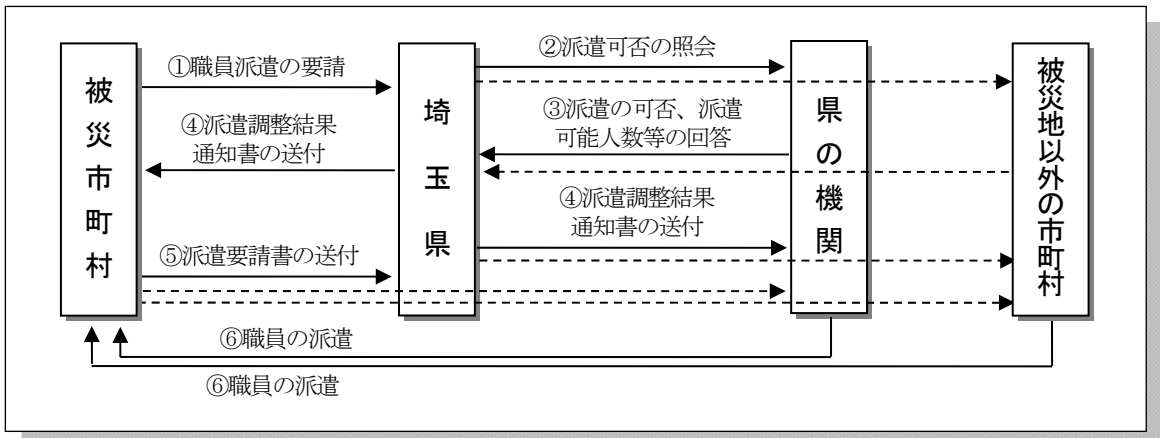 被災市町村
①職員派遣の要請
④派遣調整結果
通知書の送付
⑤派遣要請書の送付
埼玉県
②派遣可否の照会
③派遣の可否、派遣
可能人数等の回答
④派遣調整結果
通知書の送付
県の機関
被災地以外の市町村
⑥職員の派遣
⑥職員の派遣